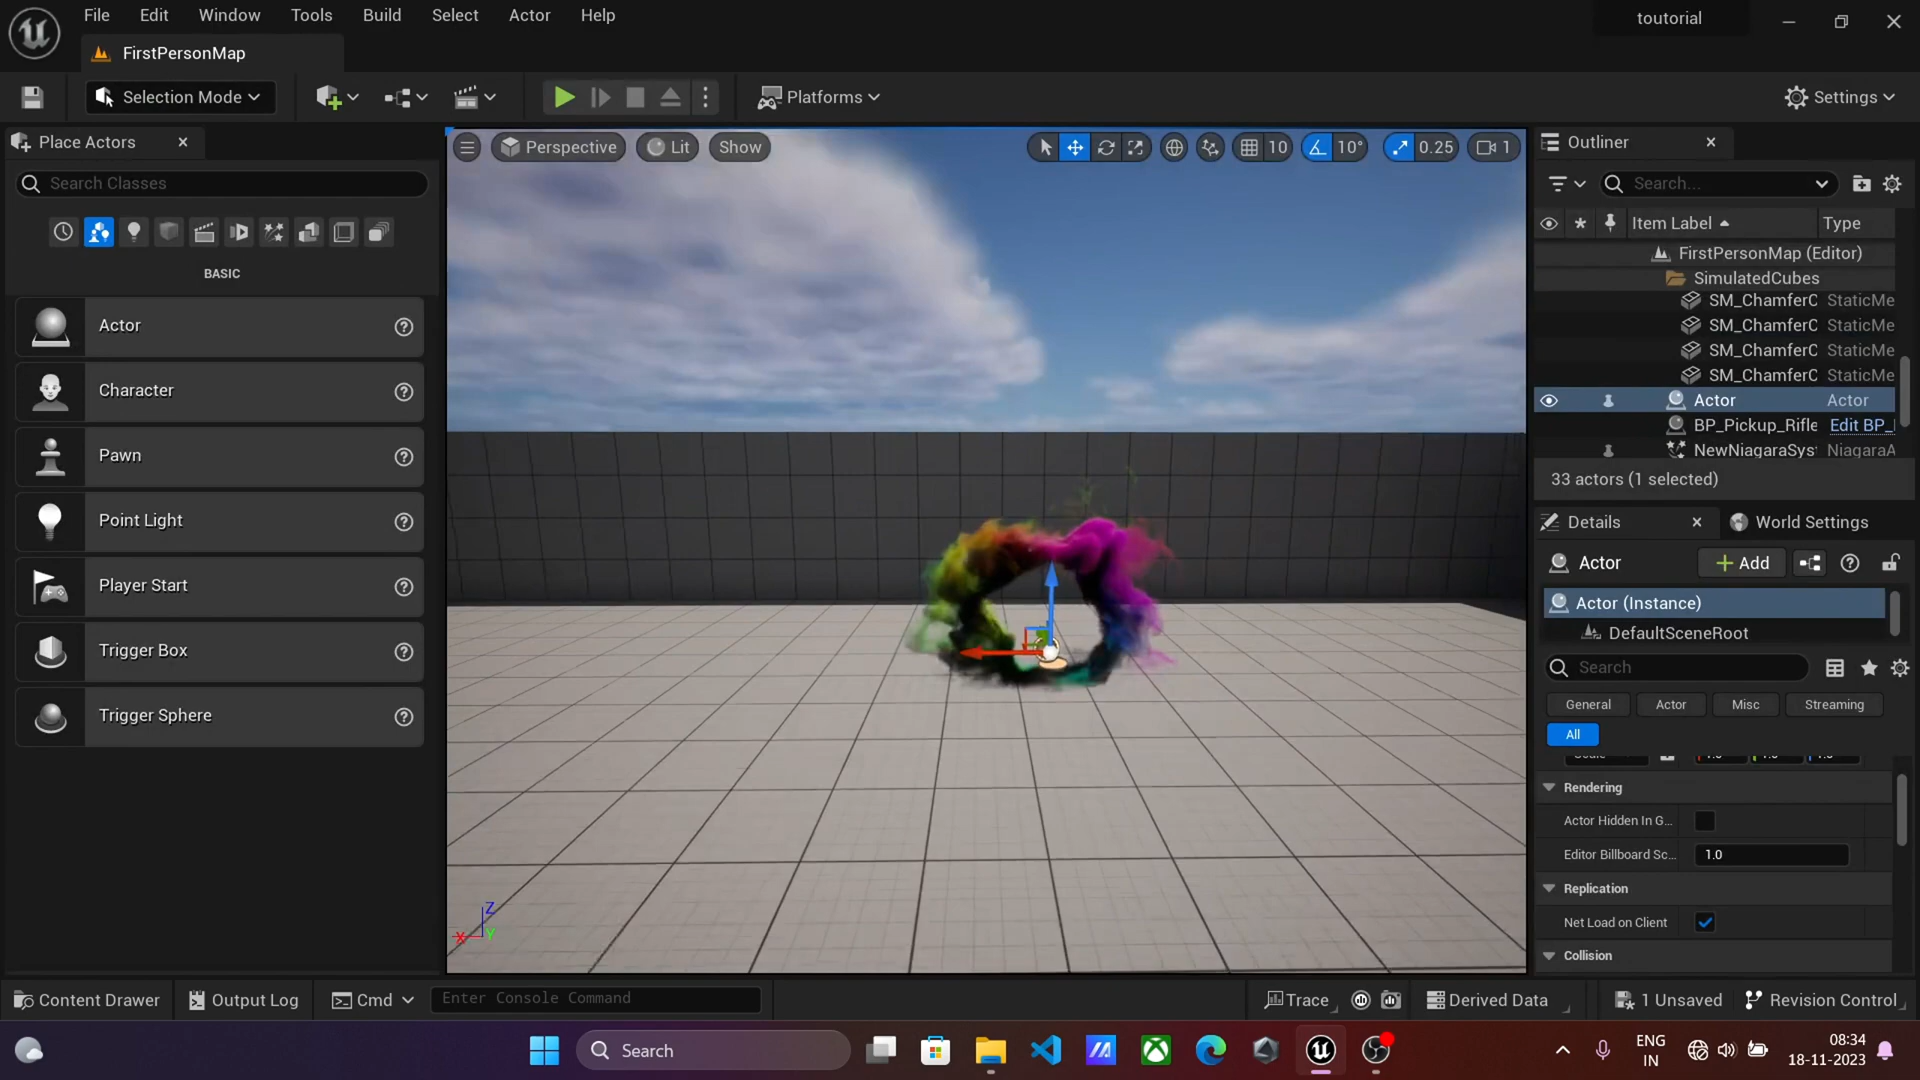 File Edit Window Tools Build Select Actor Help
toutorial
FirstPersonMap
Selection Mode
Platforms
Settings
Place Actors
Search Classes
BASIC
Actor
Character
Pawn
Point Light
Player Start
Trigger Box
Trigger Sphere
Perspective Lit Show
10 10° 0.25 1
Z
X Y
Outliner
Search...
Item Label Type
FirstPersonMap (Editor)
SimulatedCubes
SM_ChamferC StaticMe
SM_ChamferC StaticMe
SM_ChamferC StaticMe
SM_ChamferC StaticMe
Actor Actor
BP_Pickup_Rifle Edit BP_
NewNiagaraSys NiagaraA
33 actors (1 selected)
Details World Settings
Actor Add
Actor (Instance)
DefaultSceneRoot
Search
General Actor Misc Streaming
All
Rendering
Actor Hidden In G...
Editor Billboard Sc... 1.0
Replication
Net Load on Client
Collision
Content Drawer Output Log Cmd Enter Console Command
Trace Derived Data 1 Unsaved Revision Control
Search
ENG
IN
08:34
18-11-2023